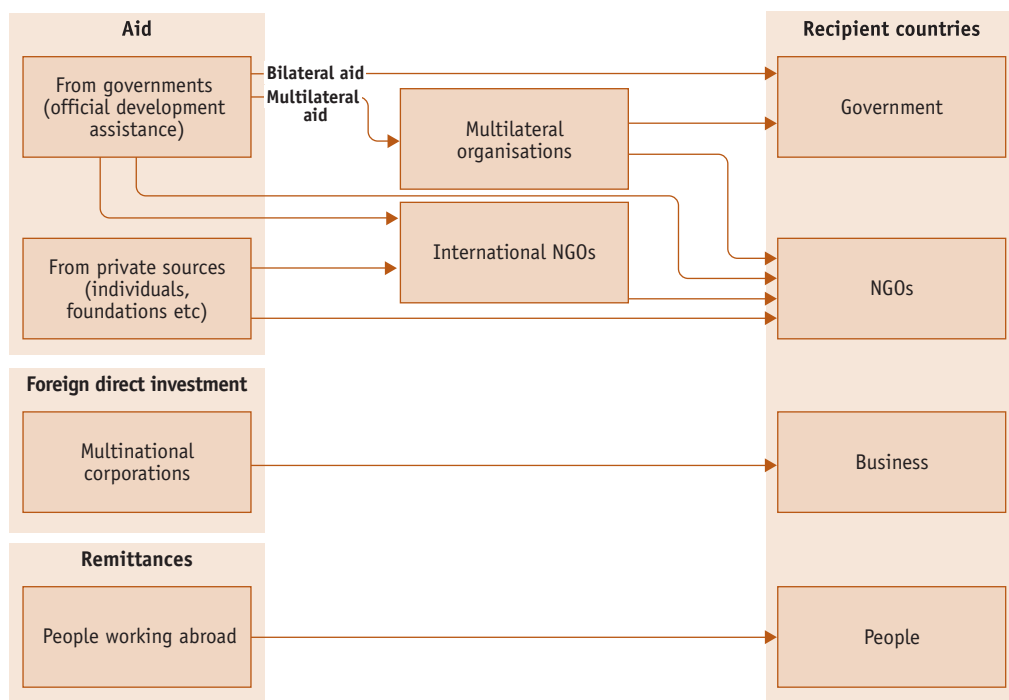 Aid
From governments
(official development
assistance)
Bilateral aid
Multilateral
aid
Multilateral
organisations
International NGOs
From private sources
(individuals,
foundations etc)
Foreign direct investment
Multinational
corporations
Remittances
People working abroad
Recipient countries
Government
NGOs
Business
People